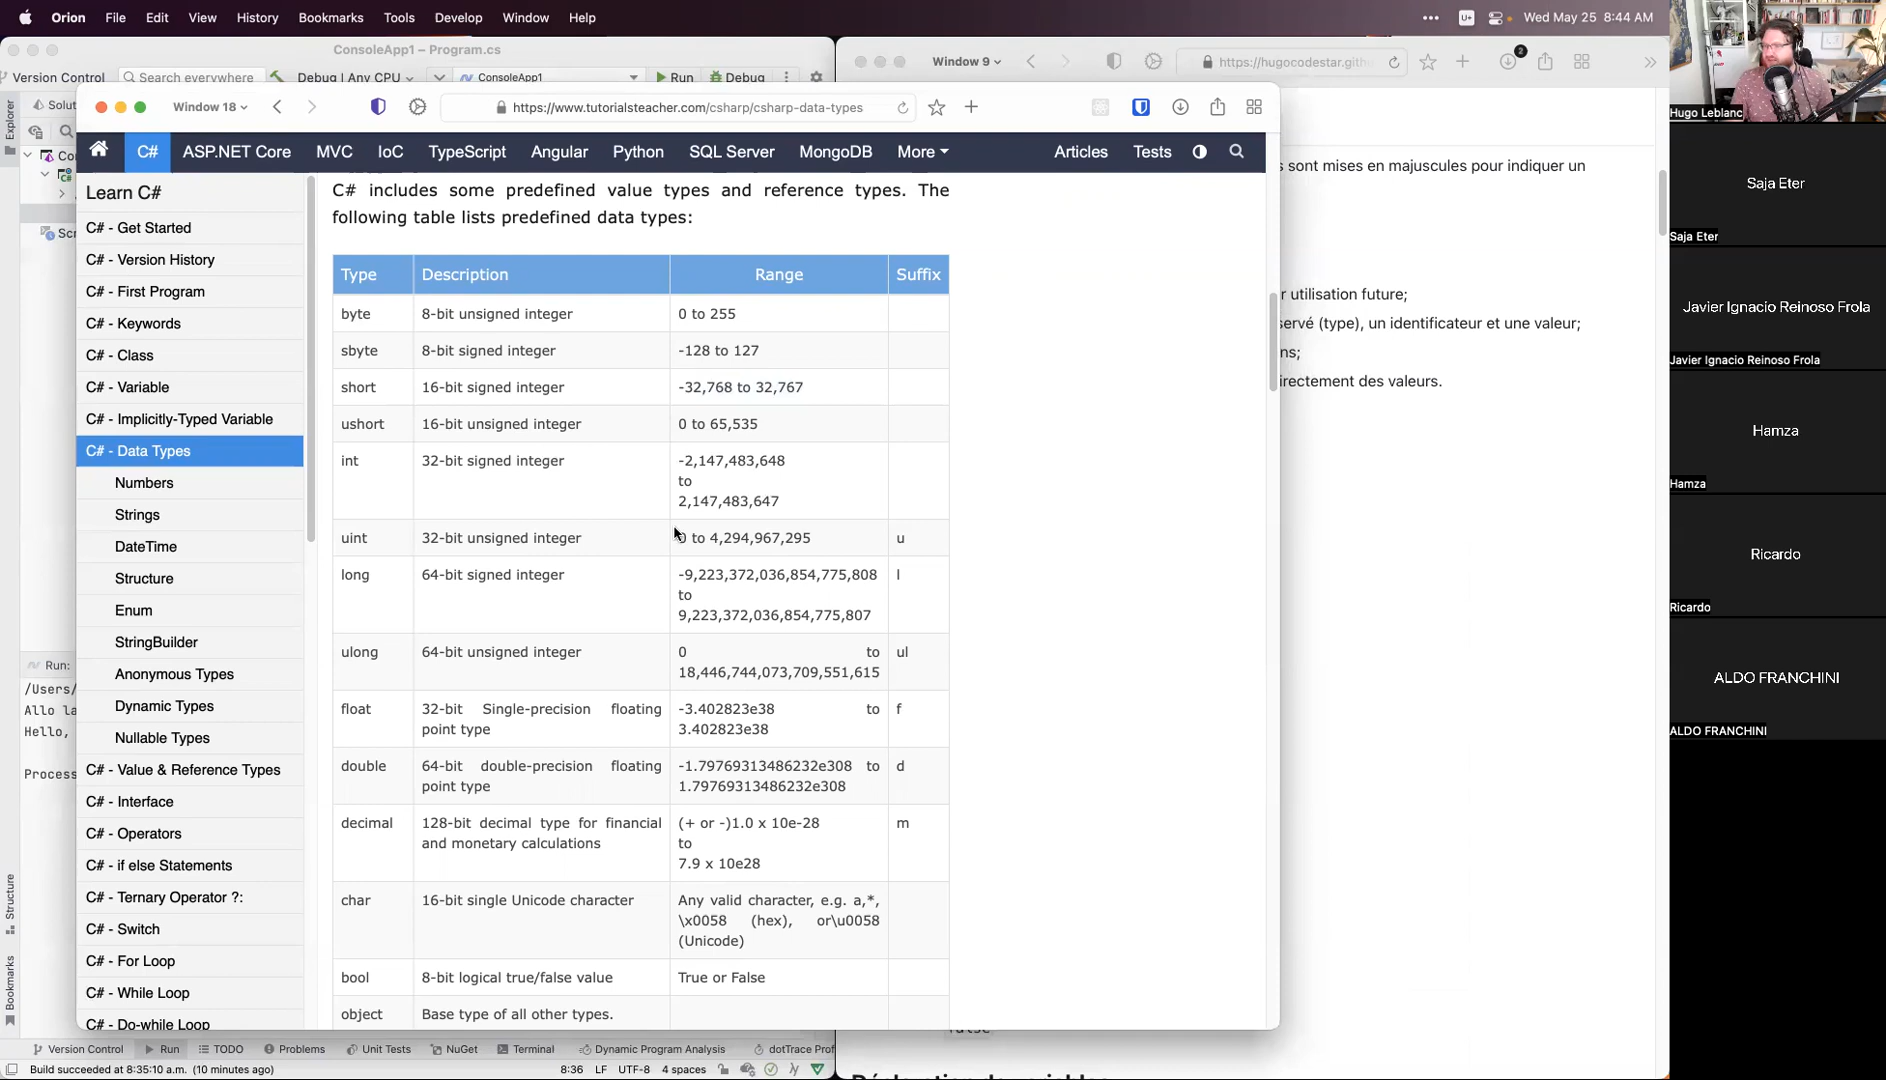 Orion File Edit View History Bookmarks Tools Develop Window Help
••• U+ Wed May 25 8:44 AM
ConsoleApp1 – Program.cs
Version Control Search everywhere Debug | Any CPU ConsoleApp1 Run Debug
Window 9 https://hugocodestar.gith 2
Window 18 https://www.tutorialsteacher.com/csharp/csharp-data-types
Explorer
Solut
Co
C#
Scr
C# ASP.NET Core MVC IoC TypeScript Angular Python SQL Server MongoDB More Articles Tests
Learn C#
C# - Get Started
C# - Version History
C# - First Program
C# - Keywords
C# - Class
C# - Variable
C# - Implicitly-Typed Variable
C# - Data Types
Numbers
Strings
DateTime
Structure
Enum
StringBuilder
Anonymous Types
Dynamic Types
Nullable Types
C# - Value & Reference Types
C# - Interface
C# - Operators
C# - if else Statements
C# - Ternary Operator ?:
C# - Switch
C# - For Loop
C# - While Loop
C# - Do-while Loop
C# includes some predefined value types and reference types. The
following table lists predefined data types:
Type Description Range Suffix
byte 8-bit unsigned integer 0 to 255
sbyte 8-bit signed integer -128 to 127
short 16-bit signed integer -32,768 to 32,767
ushort 16-bit unsigned integer 0 to 65,535
int 32-bit signed integer -2,147,483,648
to
2,147,483,647
uint 32-bit unsigned integer 0 to 4,294,967,295 u
long 64-bit signed integer -9,223,372,036,854,775,808 l
to
9,223,372,036,854,775,807
ulong 64-bit unsigned integer 0 to ul
18,446,744,073,709,551,615
float 32-bit Single-precision floating -3.402823e38 to f
point type 3.402823e38
double 64-bit double-precision floating -1.79769313486232e308 to d
point type 1.79769313486232e308
decimal 128-bit decimal type for financial (+ or -)1.0 x 10e-28 m
and monetary calculations to
7.9 x 10e28
char 16-bit single Unicode character Any valid character, e.g. a,*,
\x0058 (hex), or\u0058
(Unicode)
bool 8-bit logical true/false value True or False
object Base type of all other types.
s sont mises en majuscules pour indiquer un
r utilisation future;
ervé (type), un identificateur et une valeur;
ns;
irectement des valeurs.
Run:
/Users/
Allo la
Hello,
Process
Structure
Bookmarks
Version Control Run TODO Problems Unit Tests NuGet Terminal Dynamic Program Analysis dotTrace Prof
Build succeeded at 8:35:10 a.m. (10 minutes ago) 8:36 LF UTF-8 4 spaces
Hugo Leblanc
Saja Eter
Saja Eter
Javier Ignacio Reinoso Frola
Javier Ignacio Reinoso Frola
Hamza
Hamza
Ricardo
Ricardo
ALDO FRANCHINI
ALDO FRANCHINI